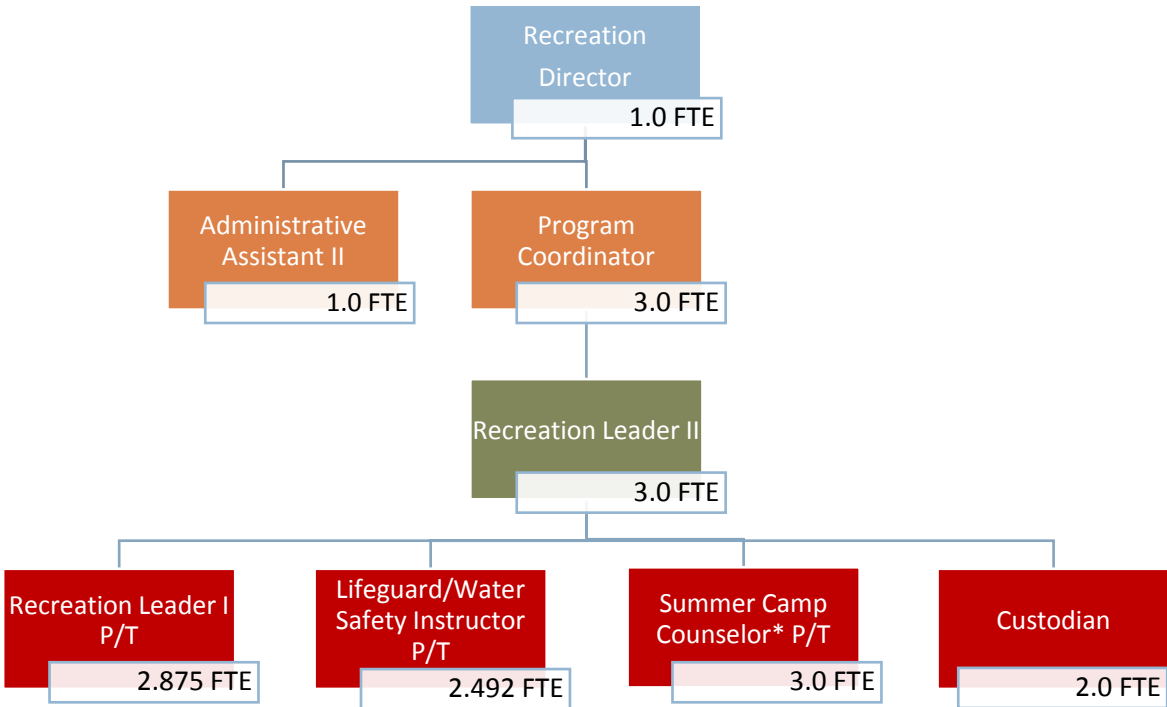 Recreation
Director
1.0 FTE
Administrative
Assistant II
1.0 FTE
Program
Coordinator
3.0 FTE
Recreation Leader II
3.0 FTE
Recreation Leader I
P/T
2.875 FTE
Lifeguard/Water
Safety Instructor
P/T
2.492 FTE
Summer Camp
Counselor* P/T
3.0 FTE
Custodian
2.0 FTE